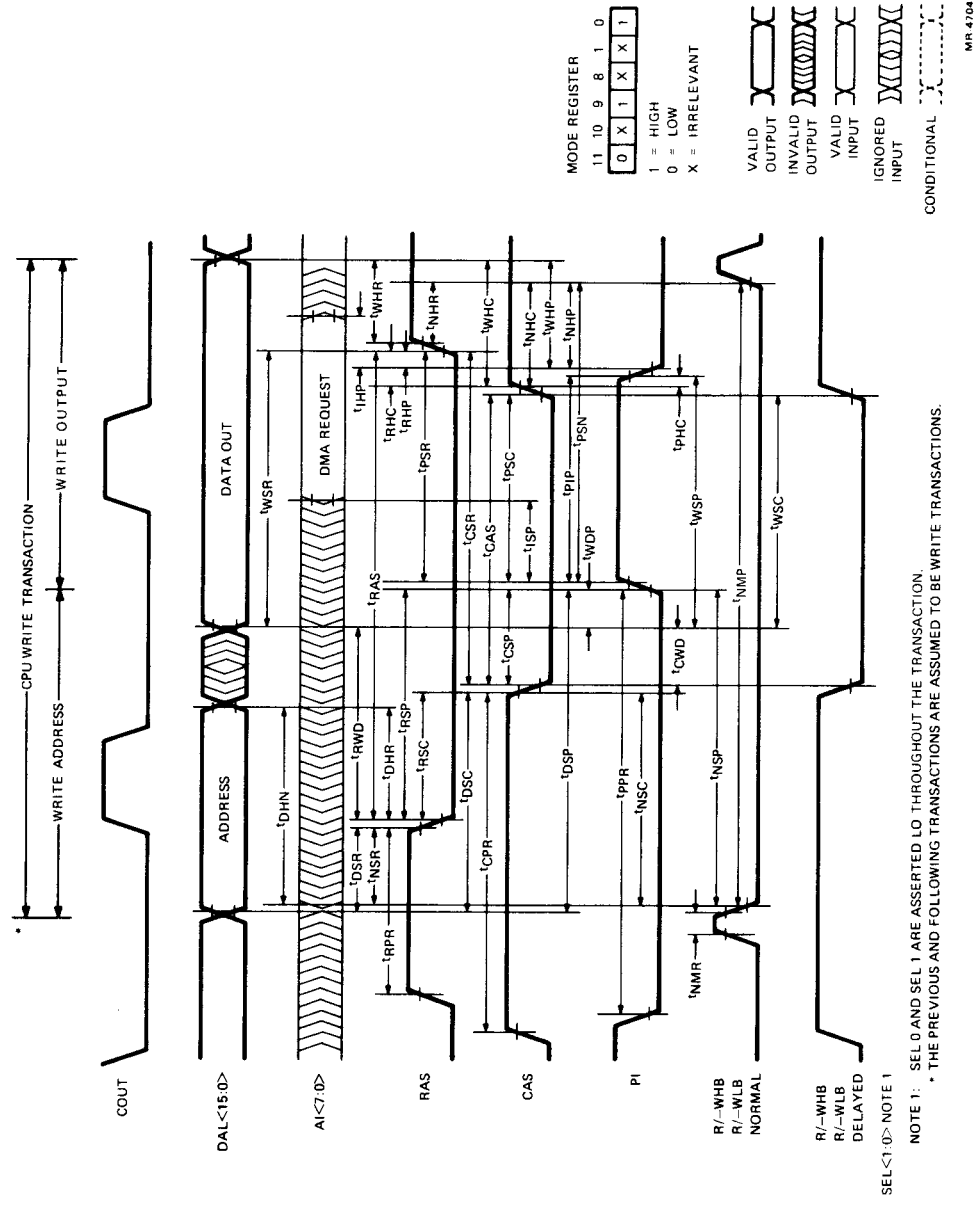 *
CPU WRITE TRANSACTION
WRITE ADDRESS
WRITE OUTPUT
COUT
DAL<15:0>
ADDRESS
DATA OUT
tDHN
tWSR
AI<7:0>
DMA REQUEST
RAS
tRPR
tDSR
tNSR
tRWD
tRAS
tDHR
tRSP
tRSC
tIHP
tRHC
tRHP
tPSR
tWHR
tNHR
CAS
tCPR
tDSC
tCSR
tCAS
tCSP
tPSC
tISP
tWHC
tNHC
tWHP
tNHP
PI
tDSP
tPPR
tNSC
tWDP
tPIP
tPSN
tPHC
tCWD
tWSP
R/-WHB
R/-WLB
NORMAL
tNMR
tNSP
tNMP
tWSC
R/-WHB
R/-WLB
DELAYED
SEL<1:0> NOTE 1
NOTE 1: SEL 0 AND SEL 1 ARE ASSERTED LO THROUGHOUT THE TRANSACTION.
* THE PREVIOUS AND FOLLOWING TRANSACTIONS ARE ASSUMED TO BE WRITE TRANSACTIONS.
MODE REGISTER
11 10 9 8 1 0
0 X 1 X X 1
1 = HIGH
0 = LOW
X = IRRELEVANT
VALID
OUTPUT
INVALID
OUTPUT
VALID
INPUT
IGNORED
INPUT
CONDITIONAL
MR 4704